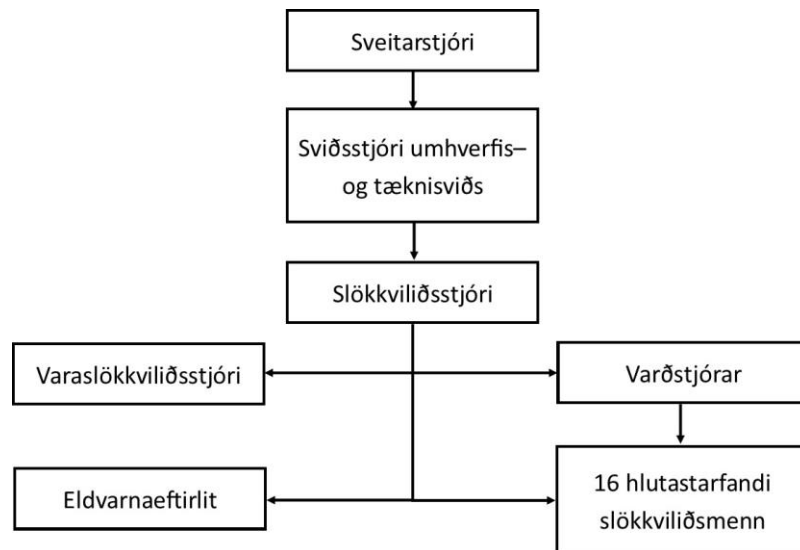 Sveitarstjóri
Sviðsstjóri umhverfis–
og tæknisviðs
Slökkviliðsstjóri
Varaslökkviliðsstjóri
Varðstjórar
Eldvarnaeftirlit
16 hlutastarfandi
slökkviliðsmenn